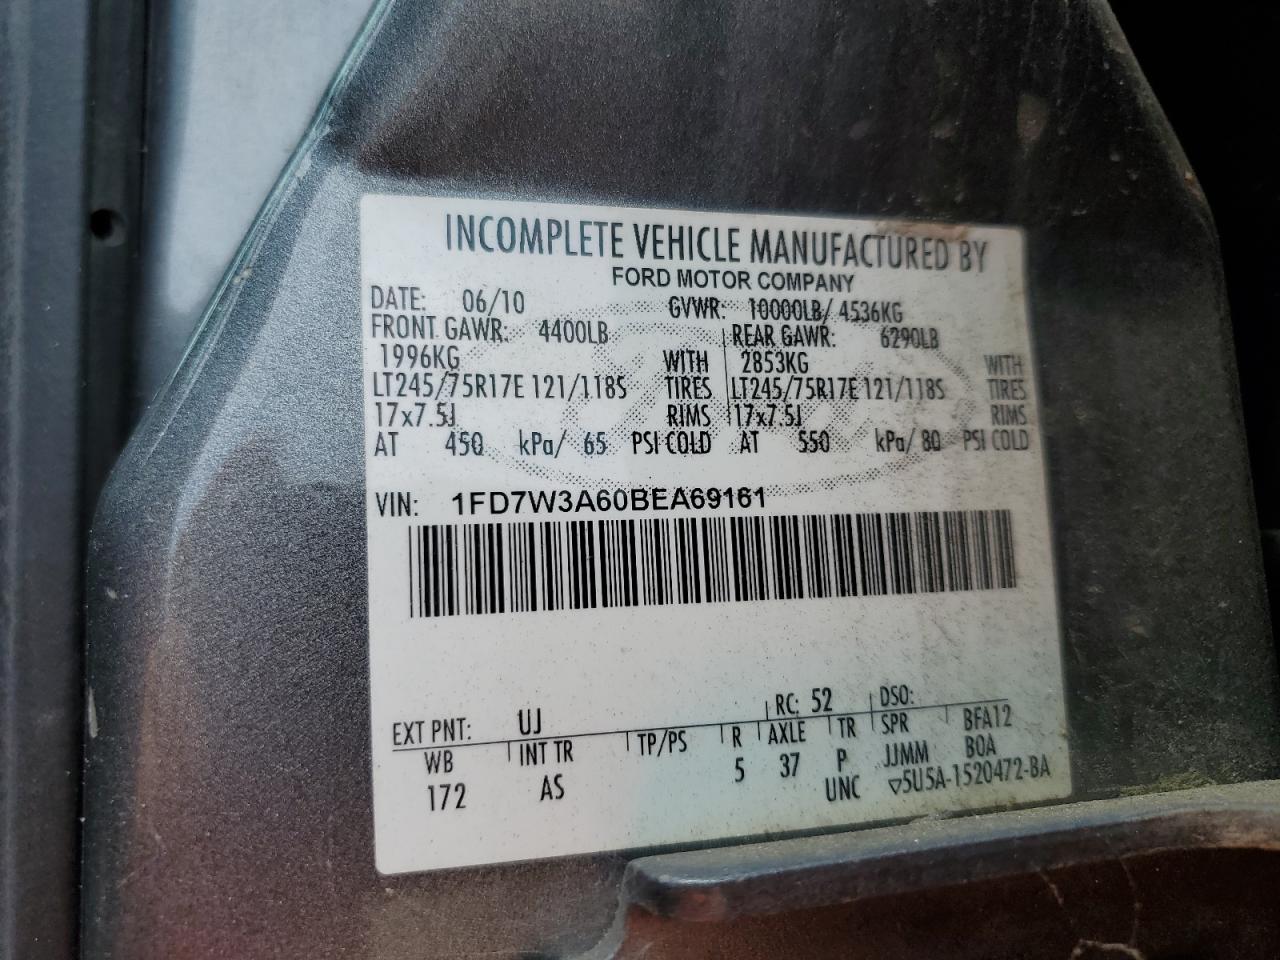 INCOMPLETE VEHICLE MANUFACTURED BY
FORD MOTOR COMPANY
DATE: 06/10 GVWR: 10000LB/ 4536KG
FRONT GAWR: 4400LB REAR GAWR: 6290LB
1996KG WITH 2853KG WITH
LT245/75R17E 121/118S TIRES LT245/75R17E 121/118S TIRES
17x7.5J RIMS 17x7.5J RIMS
AT 450 kPa/ 65 PSI COLD AT 550 kPa/ 80 PSI COLD
VIN: 1FD7W3A60BEA69161
EXT PNT: UJ RC: 52 DSO:
WB INT TR TP/PS R AXLE TR SPR BFA12
172 AS 5 37 P JJMM BOA
UNC ▽5U5A-1520472-BA